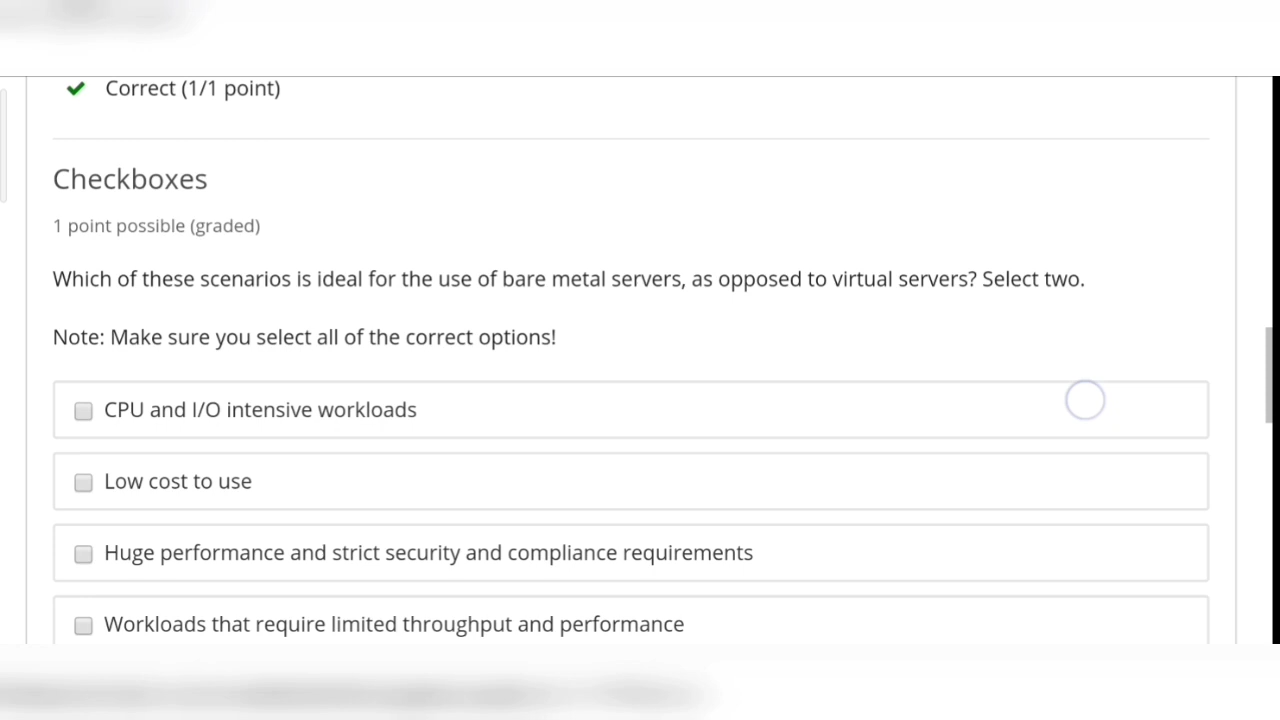 Correct (1/1 point)
Checkboxes
1 point possible (graded)
Which of these scenarios is ideal for the use of bare metal servers, as opposed to virtual servers? Select two.
Note: Make sure you select all of the correct options!
CPU and I/O intensive workloads
Low cost to use
Huge performance and strict security and compliance requirements
Workloads that require limited throughput and performance